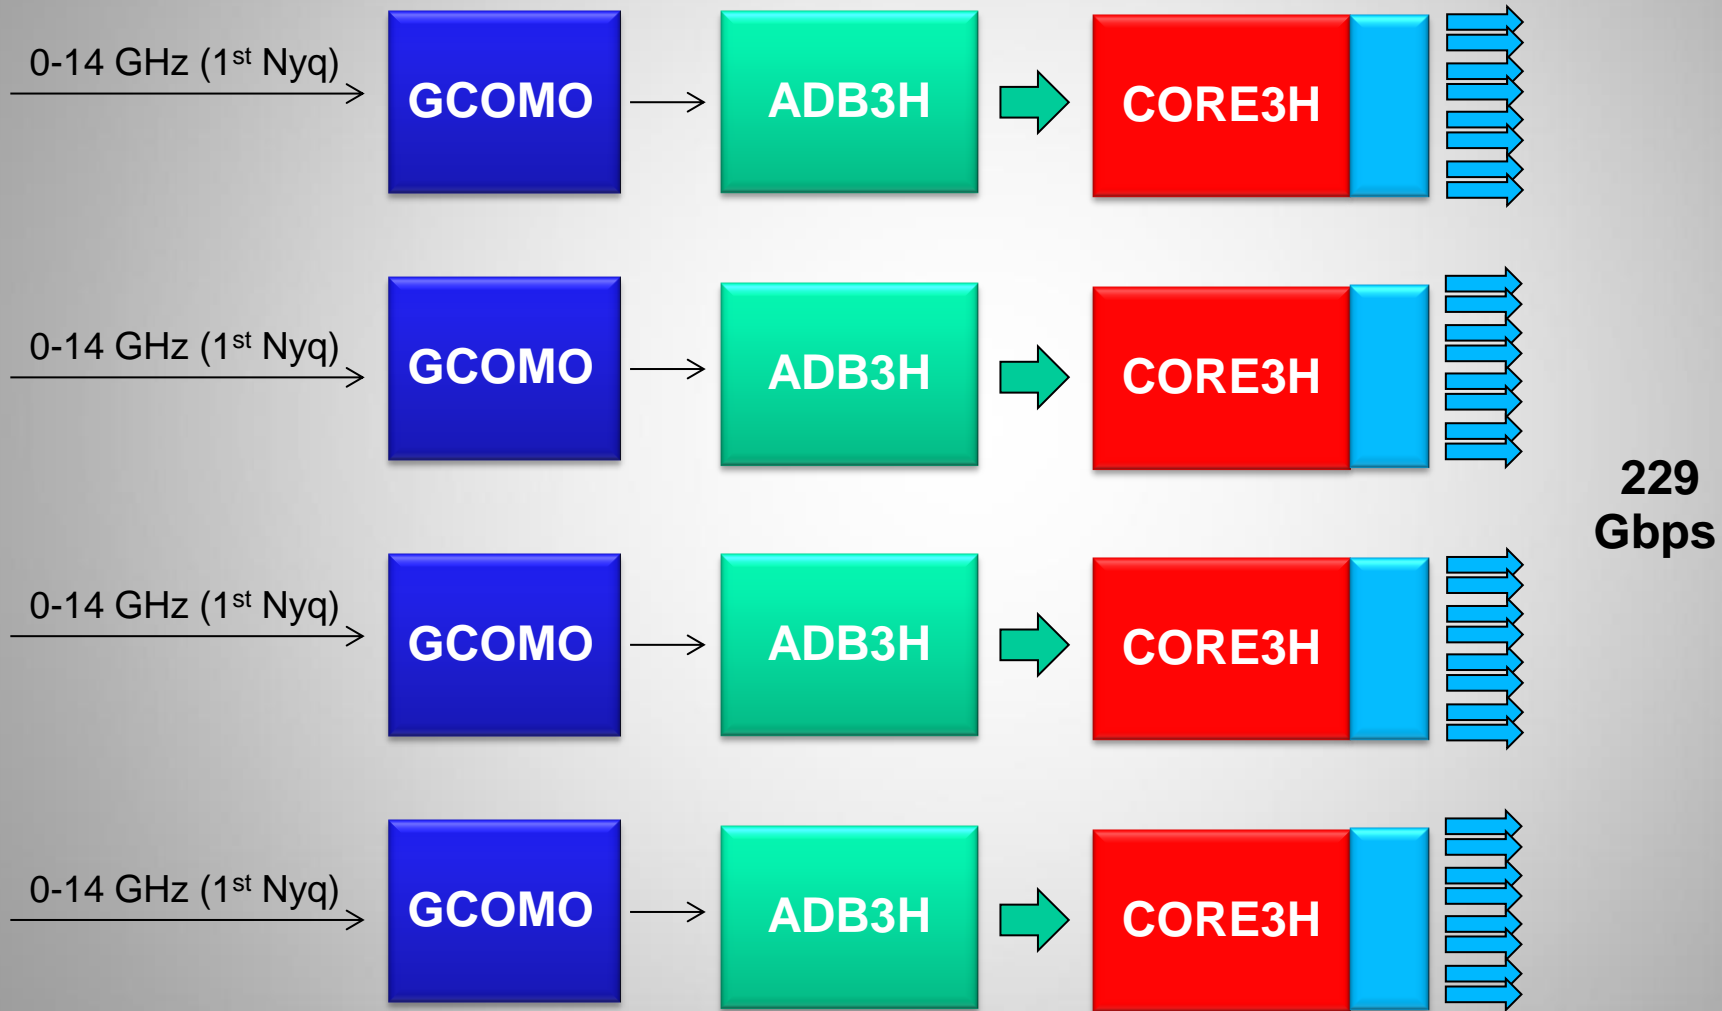 0-14 GHz (1st Nyq)
GCOMO
ADB3H
CORE3H
0-14 GHz (1st Nyq)
GCOMO
ADB3H
CORE3H
229
Gbps
0-14 GHz (1st Nyq)
GCOMO
ADB3H
CORE3H
0-14 GHz (1st Nyq)
GCOMO
ADB3H
CORE3H